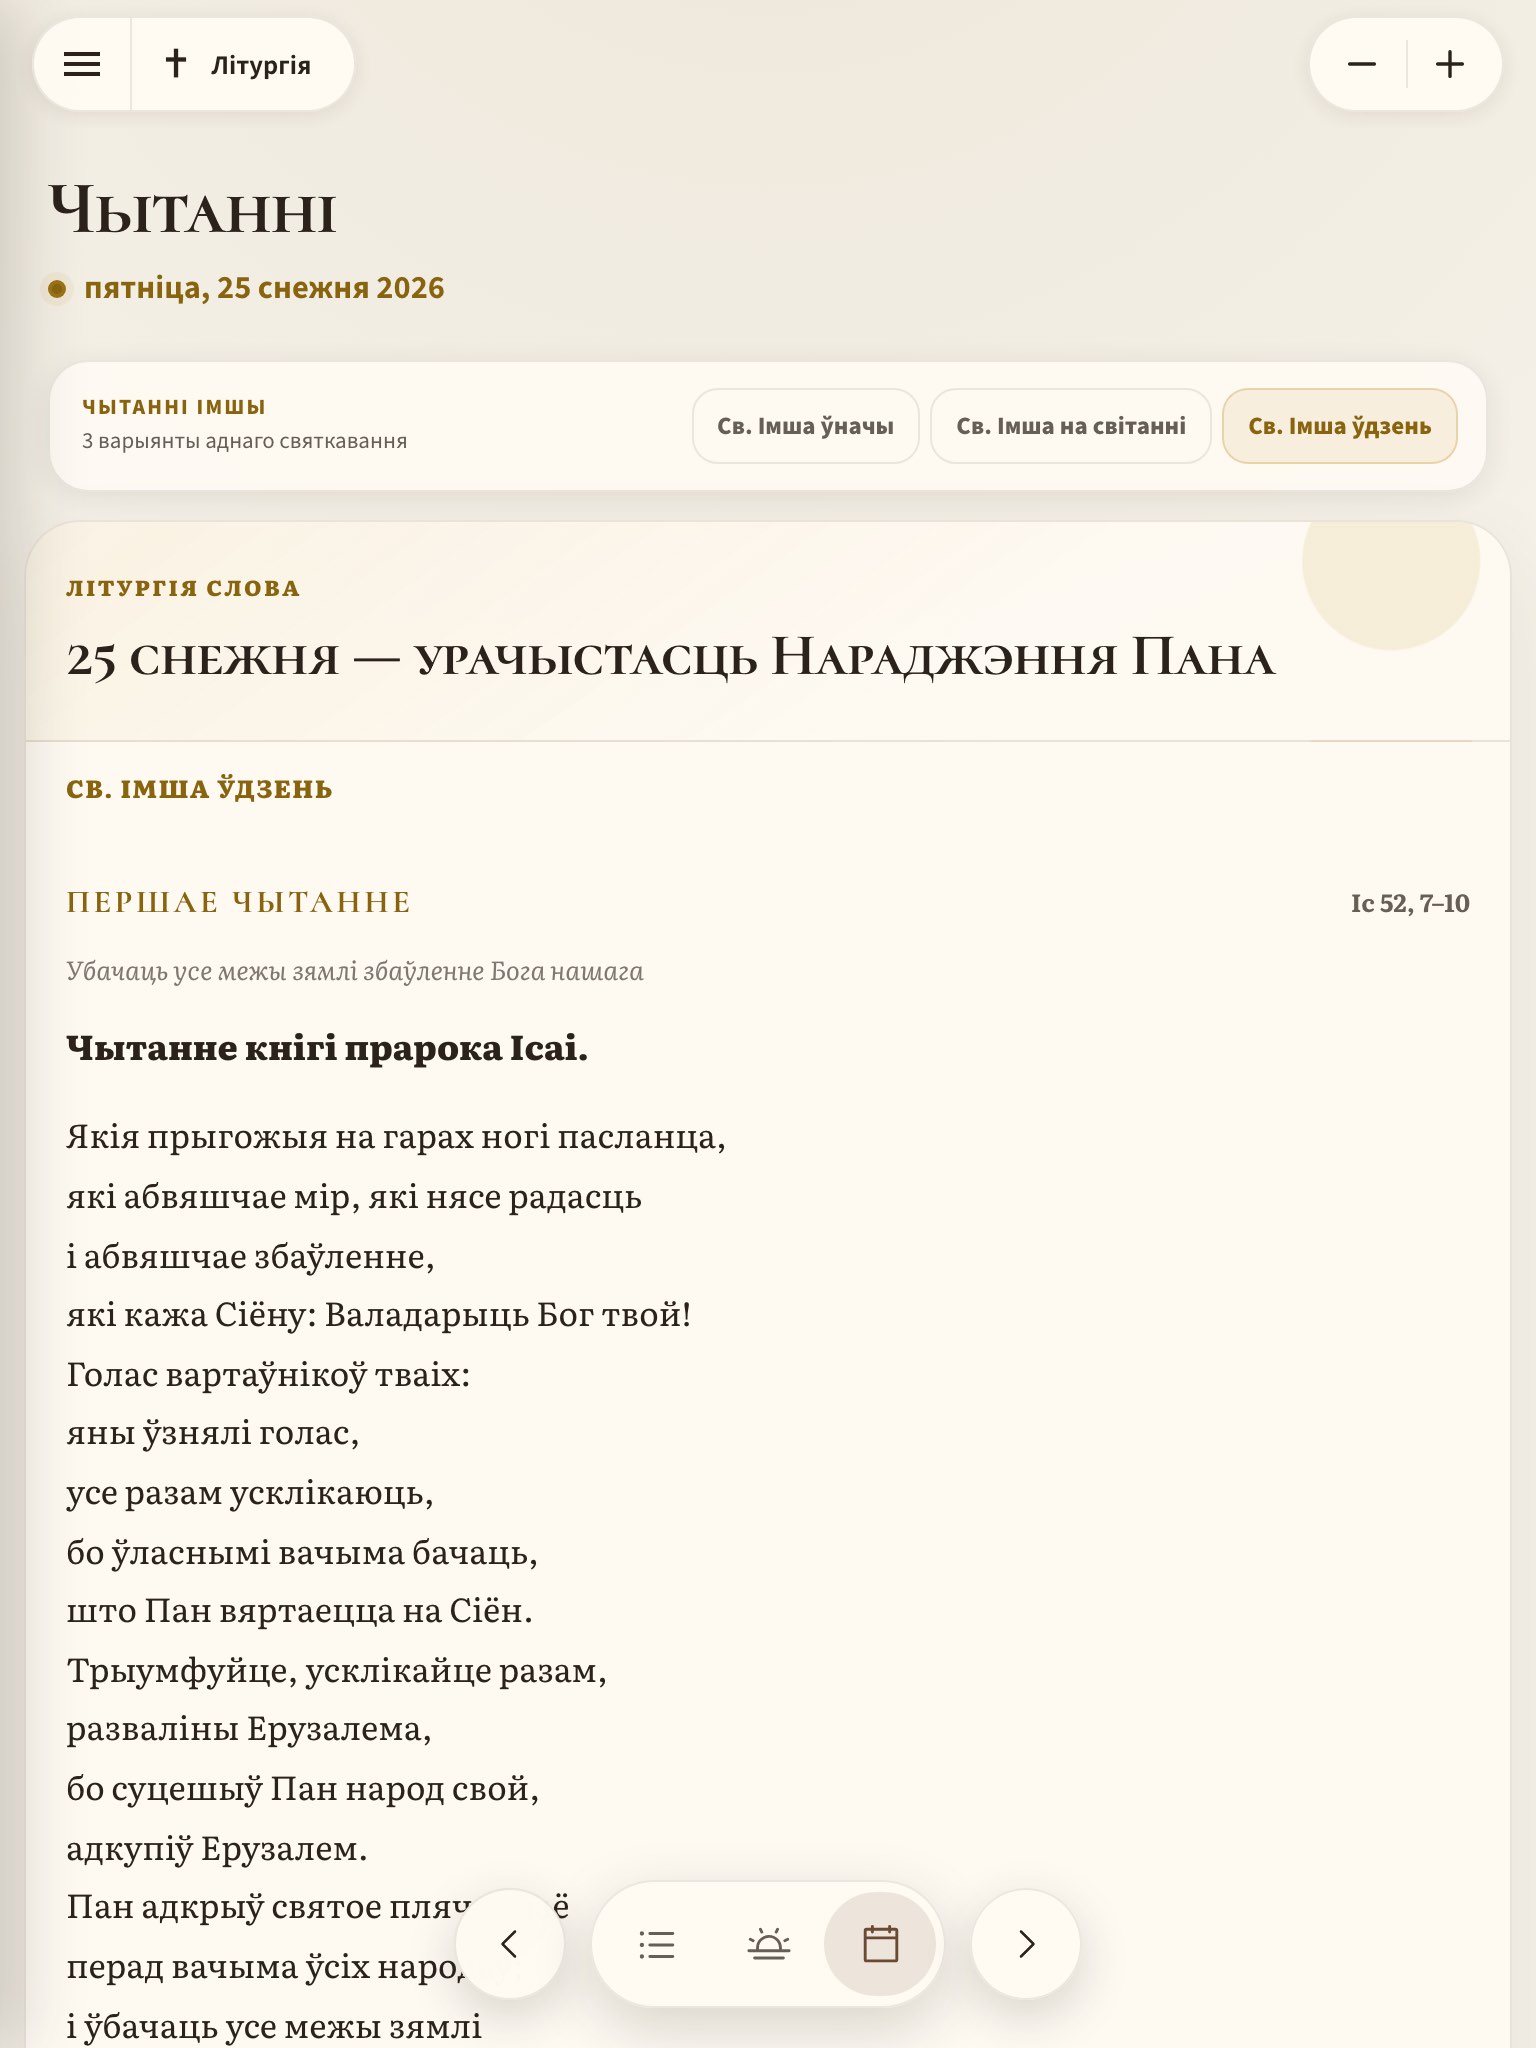 Літургія
Чытанні
пятніца, 25 снежня 2026
ЧЫТАННІ ІМШЫ
3 варыянты аднаго святкавання
Св. Імша ўначы
Св. Імша на світанні
Св. Імша ўдзень
ЛІТУРГІЯ СЛОВА
25 снежня — урачыстасць Нараджэння Пана
СВ. ІМША ЎДЗЕНЬ
ПЕРШАЕ ЧЫТАННЕ
Іс 52, 7–10
Убачаць усе межы зямлі збаўленне Бога нашага
Чытанне кнігі прарока Ісаі.
Якія прыгожыя на гарах ногі пасланца,
які абвяшчае мір, які нясе радасць
і абвяшчае збаўленне,
які кажа Сіёну: Валадарыць Бог твой!
Голас вартаўнікоў тваіх:
яны ўзнялі голас,
усе разам усклікаюць,
бо ўласнымі вачыма бачаць,
што Пан вяртаецца на Сіён.
Трыумфуйце, усклікайце разам,
разваліны Ерузалема,
бо суцешыў Пан народ свой,
адкупіў Ерузалем.
Пан адкрыў святое
перад вачыма ўсіх
і ўбачаць усе межы зямлі